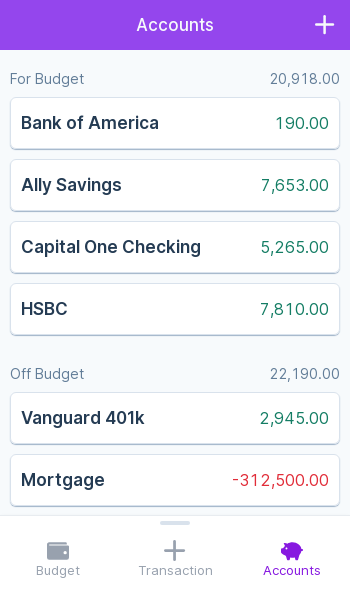 Accounts
For Budget 20,918.00
Bank of America 190.00
Ally Savings 7,653.00
Capital One Checking 5,265.00
HSBC 7,810.00
Off Budget 22,190.00
Vanguard 401k 2,945.00
Mortgage -312,500.00
Budget Transaction Accounts